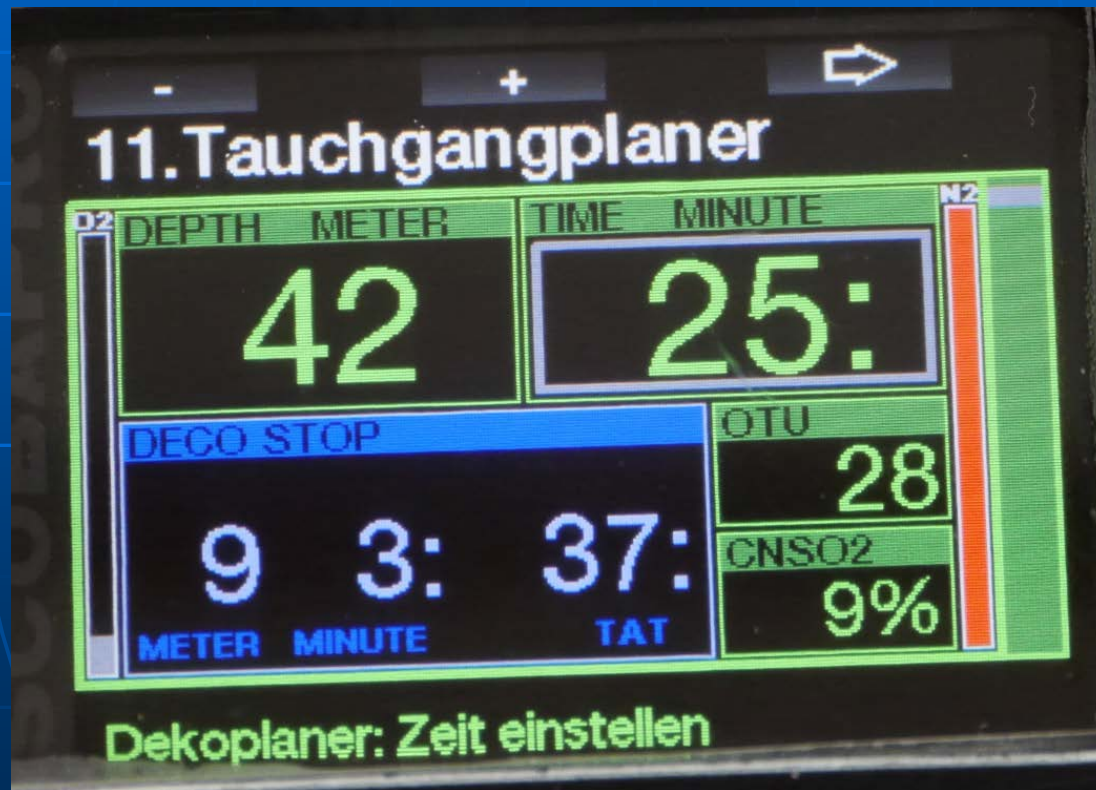 - + ⇨
11.Tauchgangplaner
O2 DEPTH METER TIME MINUTE N2
42 25:
DECO STOP OTU
28
9 3: 37: CNSO2
METER MINUTE TAT 9%
Dekoplaner: Zeit einstellen
SCUBAPRO